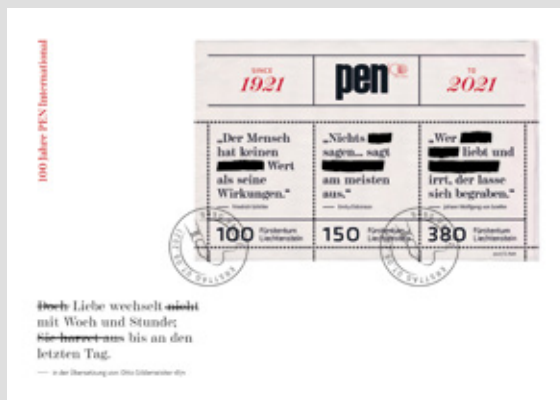 100 Jahre PEN International
SINCE
1921
pen
TO
2021
„Der Mensch
hat keinen
Wert
als seine
Wirkungen.“
„Nichts
sagen... sagt
am meisten
aus.“
„Wer
liebt und
irrt, der lasse
sich begraben.“
100 Fürstentum
Liechtenstein
150 Fürstentum
Liechtenstein
380 Fürstentum
Liechtenstein
Doch Liebe wechselt nicht
mit Woch und Stunde;
Sie harret aus bis an den
letzten Tag.